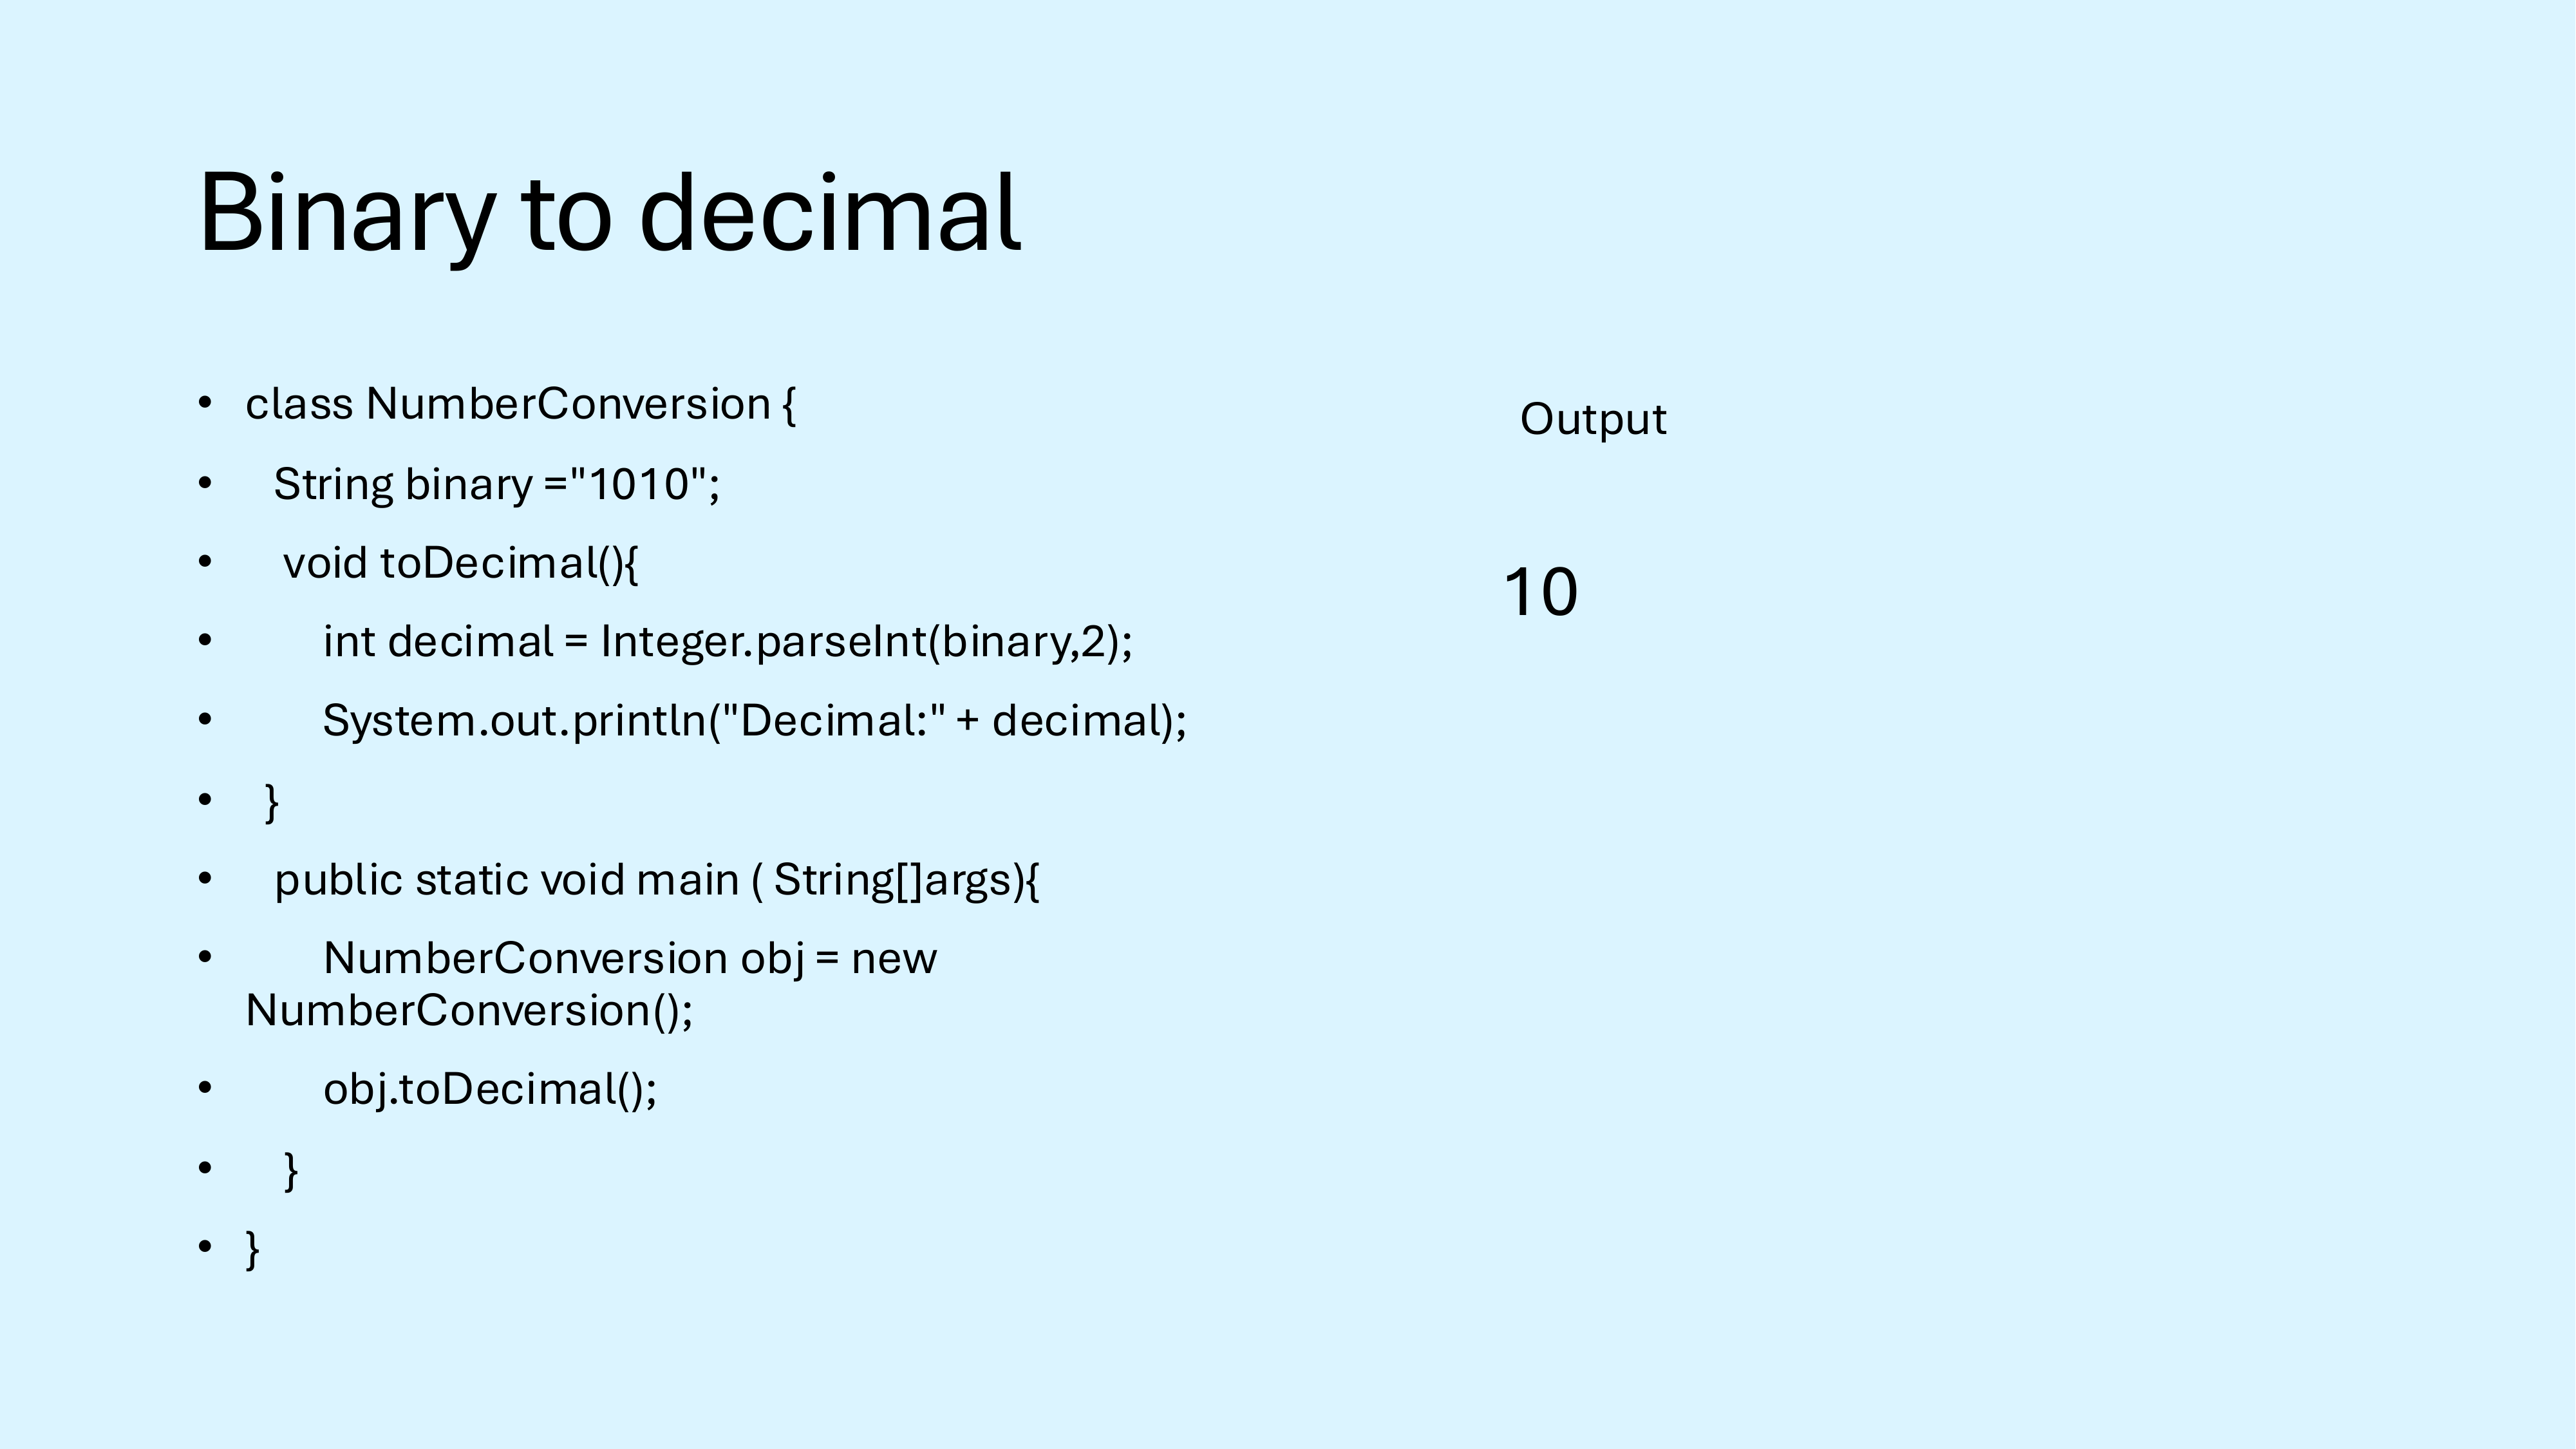 Binary to decimal
• class NumberConversion {
• String binary ="1010";
• void toDecimal(){
• int decimal = Integer.parseInt(binary,2);
• System.out.println("Decimal:" + decimal);
• }
• public static void main ( String[]args){
• NumberConversion obj = new
NumberConversion();
• obj.toDecimal();
• }
• }
Output
10